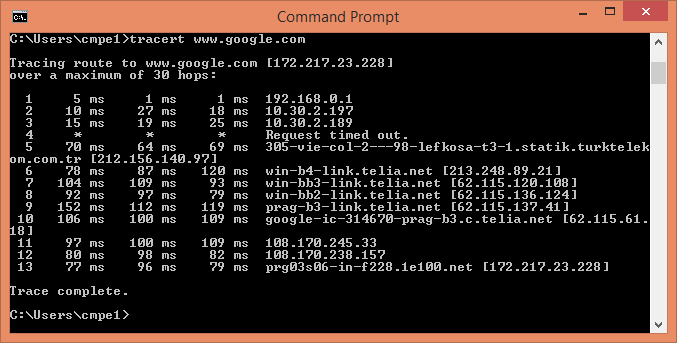 Command Prompt
C:\Users\cmpe1>tracert www.google.com
Tracing route to www.google.com [172.217.23.228]
over a maximum of 30 hops:
1 5 ms 1 ms 1 ms 192.168.0.1
2 10 ms 27 ms 18 ms 10.30.2.197
3 15 ms 19 ms 25 ms 10.30.2.189
4 * * * Request timed out.
5 70 ms 64 ms 69 ms 305-vie-col-2---98-lefkosa-t3-1.statik.turktelek
om.com.tr [212.156.140.97]
6 78 ms 87 ms 120 ms win-b4-link.telia.net [213.248.89.21]
7 104 ms 109 ms 93 ms win-bb3-link.telia.net [62.115.120.108]
8 92 ms 97 ms 79 ms win-bb2-link.telia.net [62.115.136.124]
9 152 ms 112 ms 119 ms prag-b3-link.telia.net [62.115.137.41]
10 106 ms 100 ms 109 ms google-ic-314670-prag-b3.c.telia.net [62.115.61.
18]
11 97 ms 100 ms 109 ms 108.170.245.33
12 80 ms 98 ms 82 ms 108.170.238.157
13 77 ms 96 ms 79 ms prg03s06-in-f228.1e100.net [172.217.23.228]
Trace complete.
C:\Users\cmpe1>